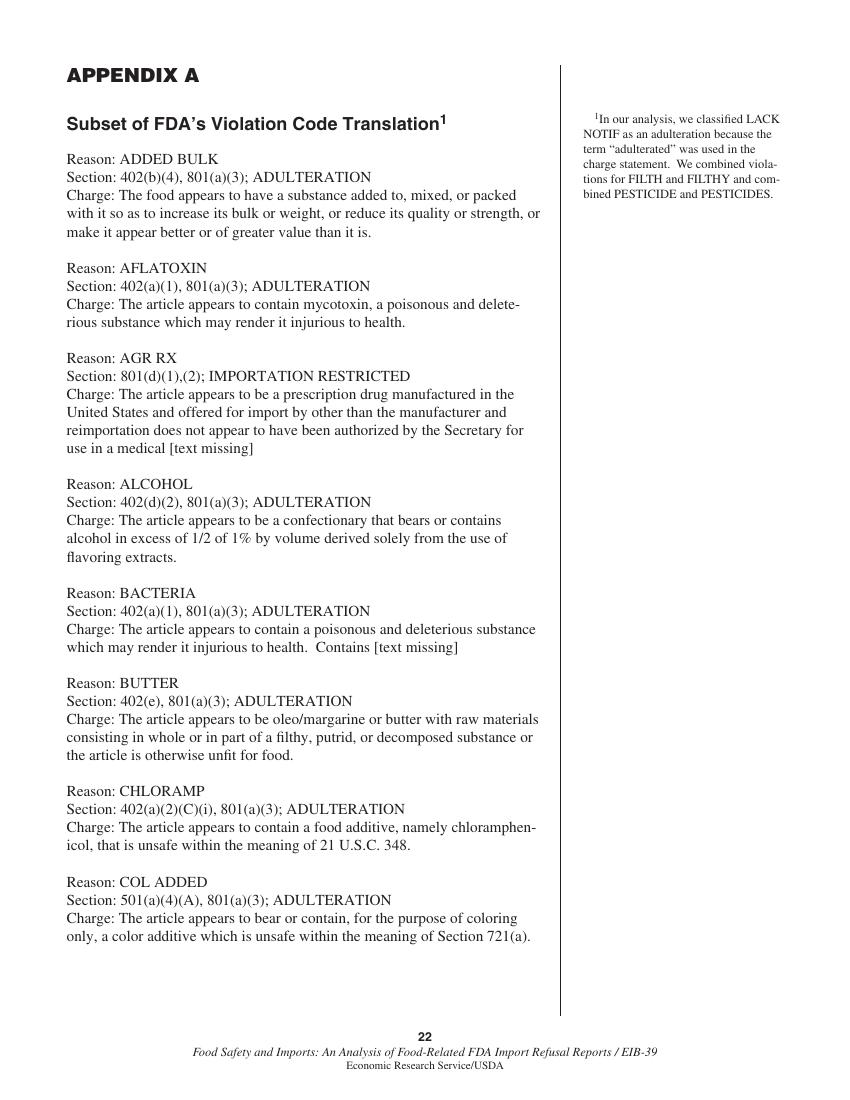 APPENDIX A
Subset of FDA’s Violation Code Translation1
Reason: ADDED BULK
Section: 402(b)(4), 801(a)(3); ADULTERATION
Charge: The food appears to have a substance added to, mixed, or packed
with it so as to increase its bulk or weight, or reduce its quality or strength, or
make it appear better or of greater value than it is.
Reason: AFLATOXIN
Section: 402(a)(1), 801(a)(3); ADULTERATION
Charge: The article appears to contain mycotoxin, a poisonous and delete-
rious substance which may render it injurious to health.
Reason: AGR RX
Section: 801(d)(1),(2); IMPORTATION RESTRICTED
Charge: The article appears to be a prescription drug manufactured in the
United States and offered for import by other than the manufacturer and
reimportation does not appear to have been authorized by the Secretary for
use in a medical [text missing]
Reason: ALCOHOL
Section: 402(d)(2), 801(a)(3); ADULTERATION
Charge: The article appears to be a confectionary that bears or contains
alcohol in excess of 1/2 of 1% by volume derived solely from the use of
flavoring extracts.
Reason: BACTERIA
Section: 402(a)(1), 801(a)(3); ADULTERATION
Charge: The article appears to contain a poisonous and deleterious substance
which may render it injurious to health.  Contains [text missing]
Reason: BUTTER
Section: 402(e), 801(a)(3); ADULTERATION
Charge: The article appears to be oleo/margarine or butter with raw materials
consisting in whole or in part of a filthy, putrid, or decomposed substance or
the article is otherwise unfit for food.
Reason: CHLORAMP
Section: 402(a)(2)(C)(i), 801(a)(3); ADULTERATION
Charge: The article appears to contain a food additive, namely chloramphen-
icol, that is unsafe within the meaning of 21 U.S.C. 348.
Reason: COL ADDED
Section: 501(a)(4)(A), 801(a)(3); ADULTERATION
Charge: The article appears to bear or contain, for the purpose of coloring
only, a color additive which is unsafe within the meaning of Section 721(a).
1In our analysis, we classified LACK
NOTIF as an adulteration because the
term “adulterated” was used in the
charge statement.  We combined viola-
tions for FILTH and FILTHY and com-
bined PESTICIDE and PESTICIDES.
22
Food Safety and Imports: An Analysis of Food-Related FDA Import Refusal Reports / EIB-39
Economic Research Service/USDA